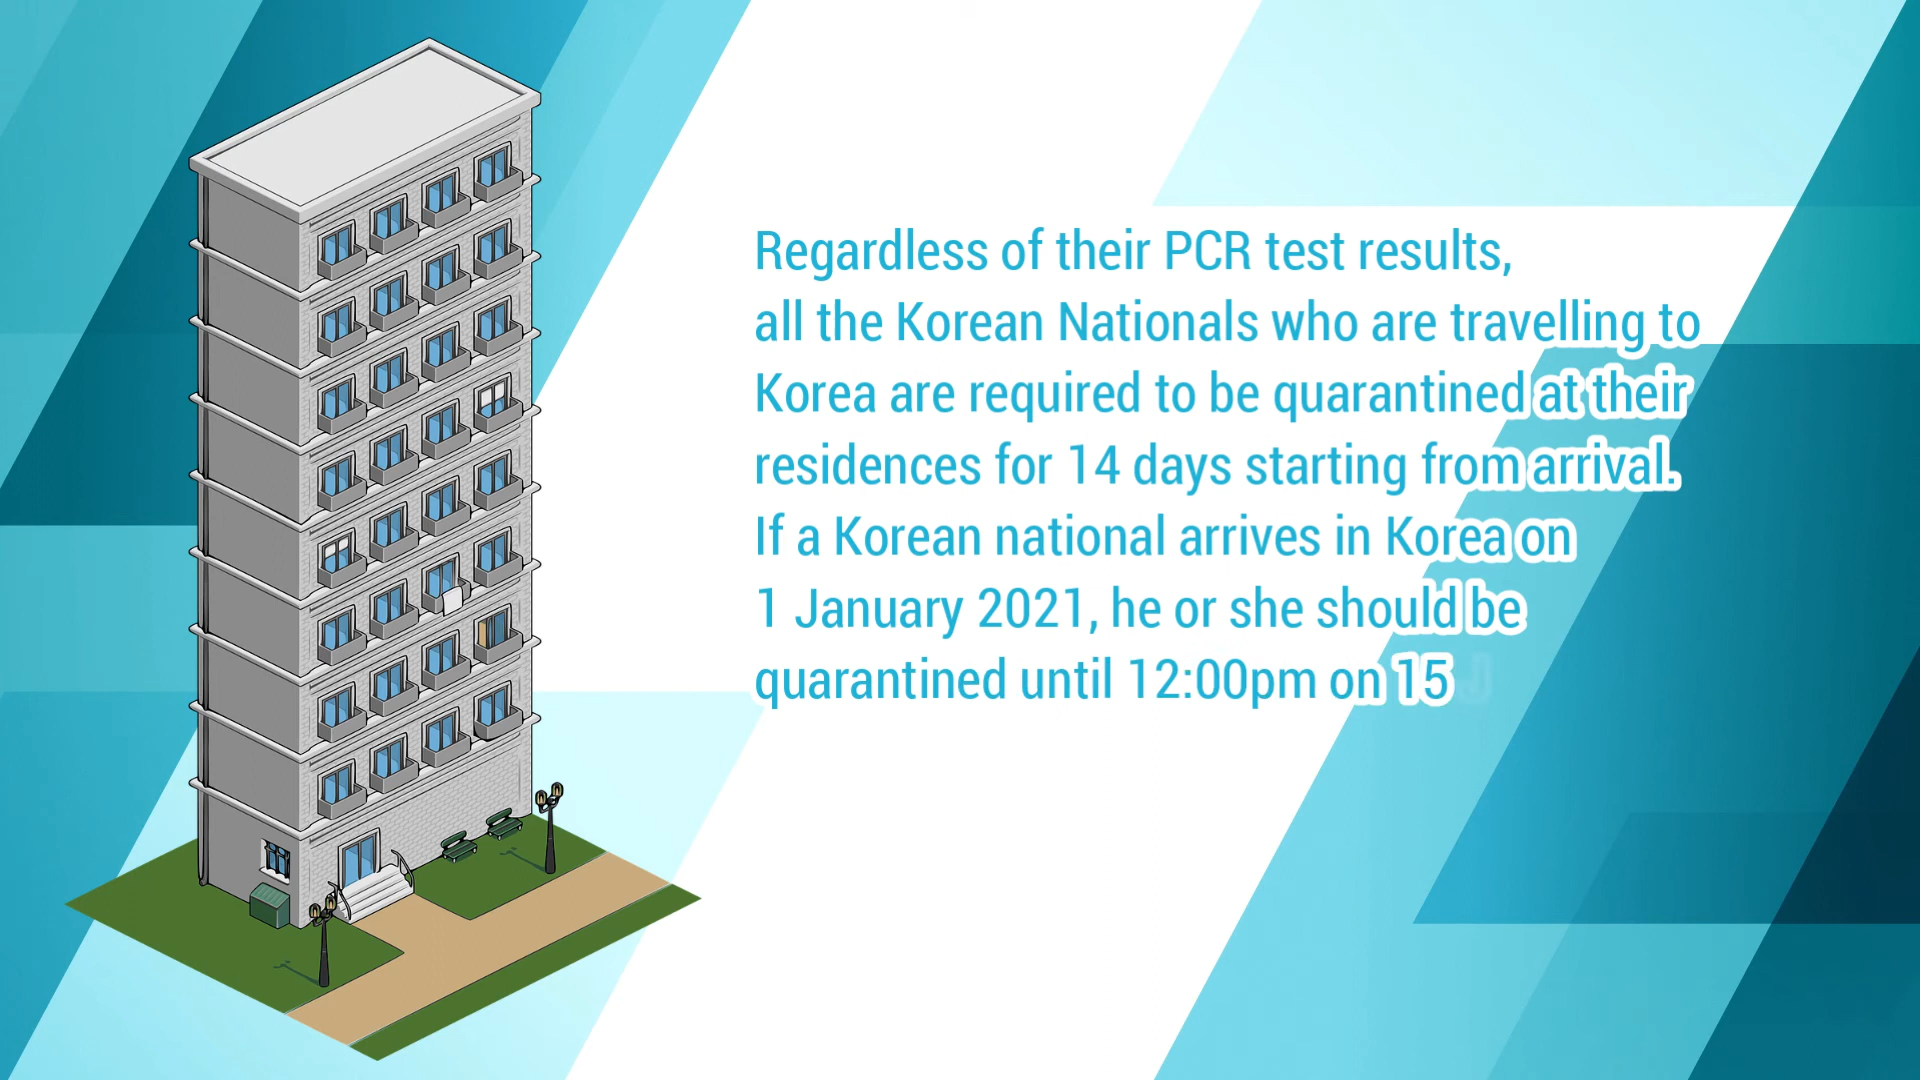 Regardless of their PCR test results,
all the Korean Nationals who are travelling to
Korea are required to be quarantined at their
residences for 14 days starting from arrival.
If a Korean national arrives in Korea on
1 January 2021, he or she should be
quarantined until 12:00pm on 15